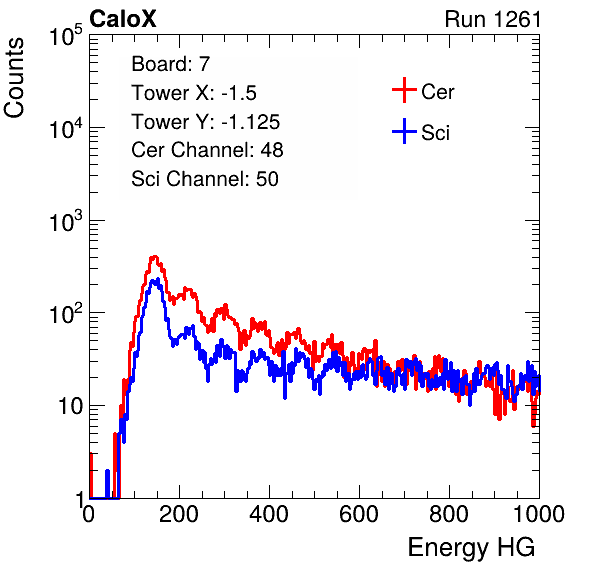 CaloX Run 1261
Counts
10^5
10^4
10^3
10^2
10
1
Board: 7
Tower X: -1.5
Tower Y: -1.125
Cer Channel: 48
Sci Channel: 50
Cer
Sci
0 200 400 600 800 1000
Energy HG